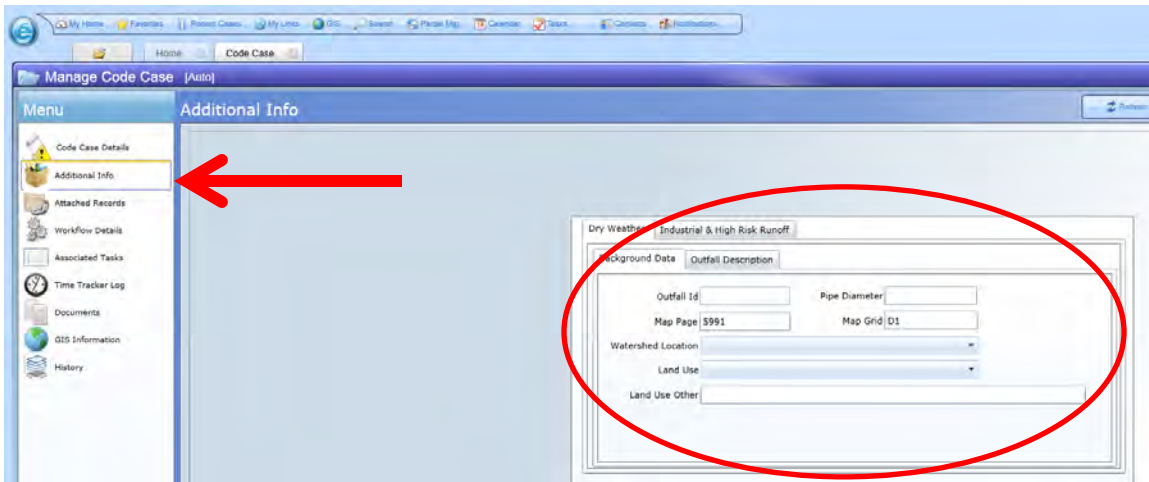 My Home Favorites Recent Cases My Links GIS Search Parcel Mgt Calendar Tasks Contacts Notifications
Home Code Case
Manage Code Case [Auto]
Menu
Additional Info
Code Case Details
Additional Info
Attached Records
Workflow Details
Associated Tasks
Time Tracker Log
Documents
GIS Information
History
Dry Weather Industrial & High Risk Runoff
Background Data Outfall Description
Outfall Id Pipe Diameter
Map Page 5991 Map Grid D1
Watershed Location
Land Use
Land Use Other